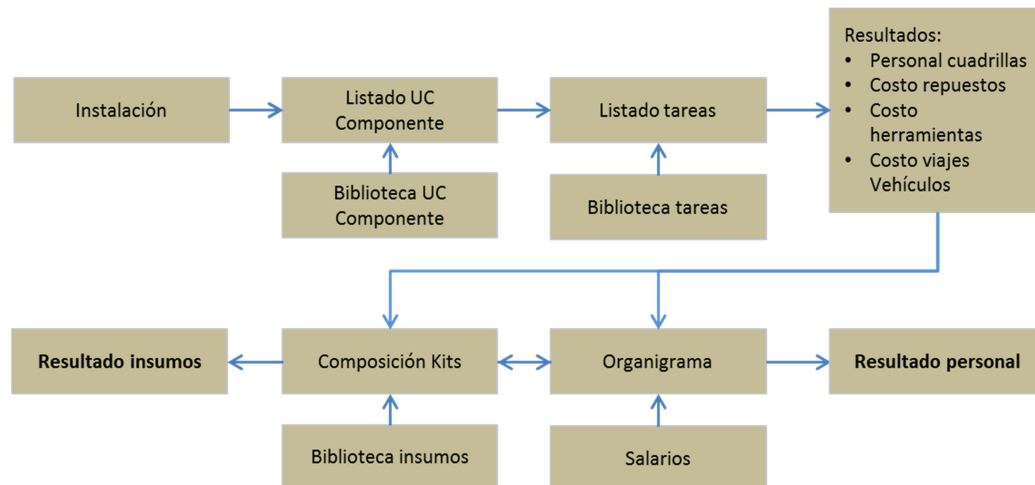 Resultados:
• Personal cuadrillas
• Costo repuestos
• Costo
herramientas
• Costo viajes
Vehículos
Instalación
Listado UC
Componente
Listado tareas
Biblioteca UC
Componente
Biblioteca tareas
Resultado insumos
Composición Kits
Organigrama
Resultado personal
Biblioteca insumos
Salarios